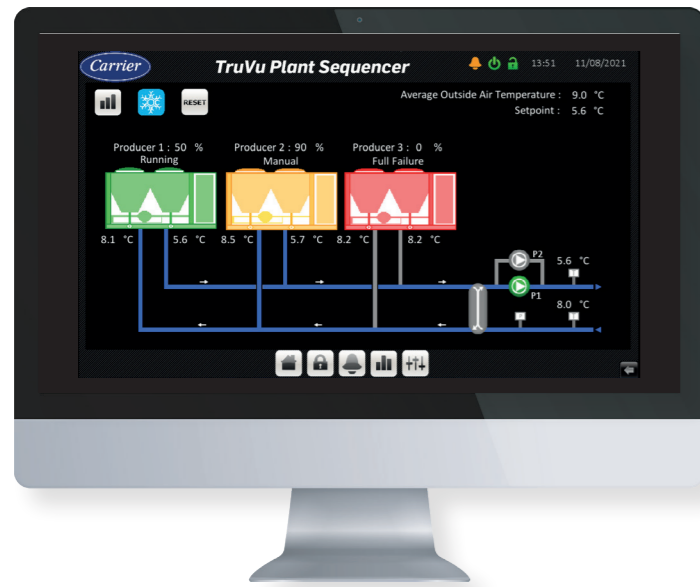 Carrier
TruVu Plant Sequencer
13:51 11/08/2021
RESET
Average Outside Air Temperature : 9.0 °C
Setpoint : 5.6 °C
Producer 1 : 50 %
Running
Producer 2 : 90 %
Manual
Producer 3 : 0 %
Full Failure
8.1 °C 5.6 °C 8.5 °C 5.7 °C 8.2 °C 8.2 °C
P2 5.6 °C
P1
8.0 °C